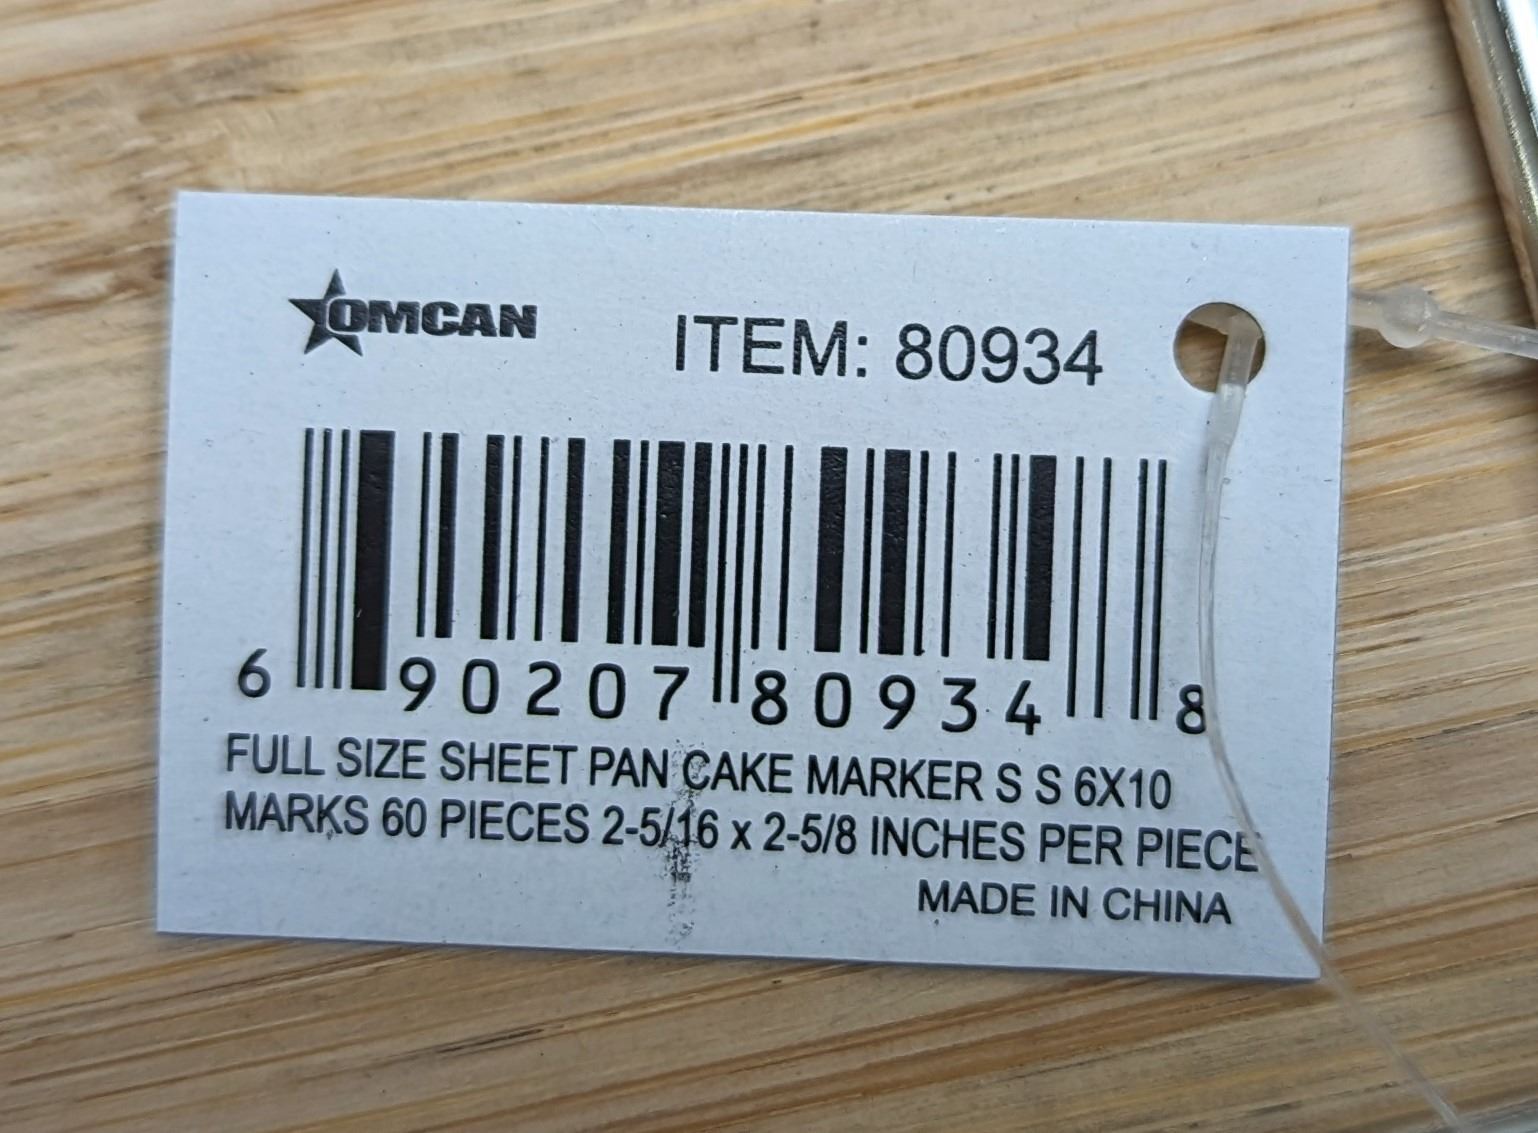 OMCAN
ITEM: 80934
6 90207 80934 8
FULL SIZE SHEET PAN CAKE MARKER S S 6X10
MARKS 60 PIECES 2-5/16 x 2-5/8 INCHES PER PIECE
MADE IN CHINA